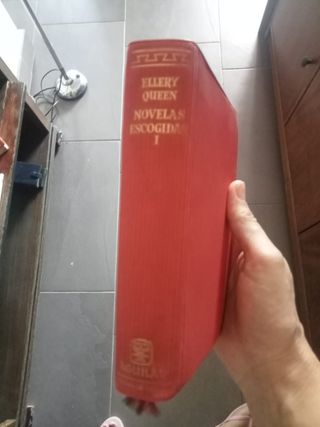 ELLERY
QUEEN
NOVELAS
ESCOGIDAS
I
AGUILAR